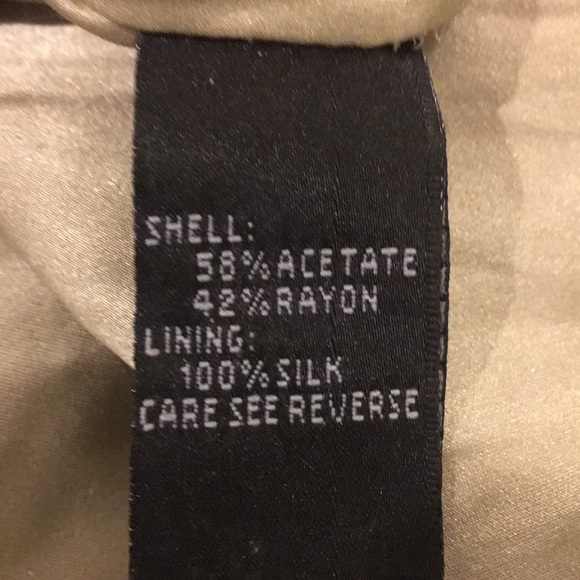 SHELL:
58% ACETATE
42% RAYON
LINING:
100% SILK
CARE SEE REVERSE